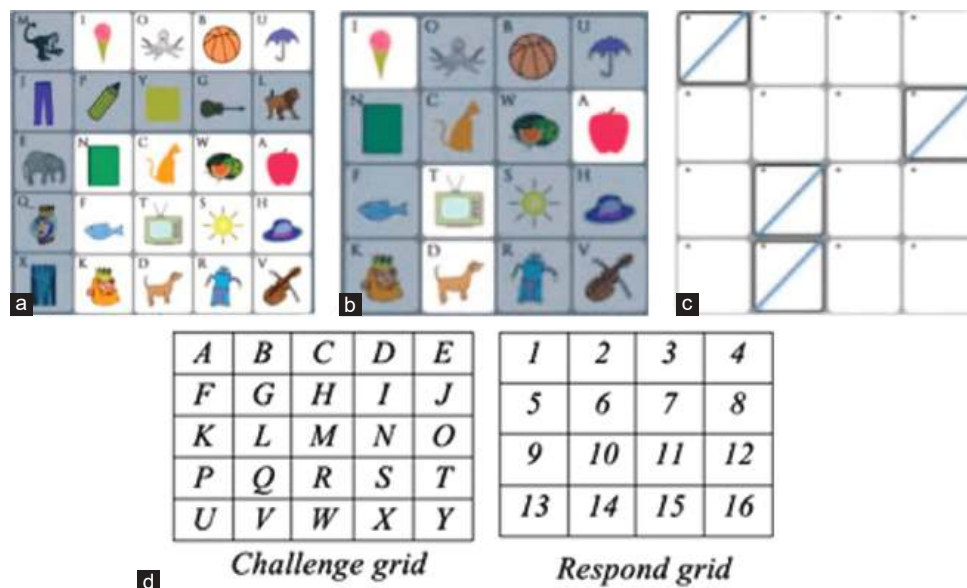 M I O B U
J P Y G L
E N C W A
Q F T S H
X K D R V
a
I O B U
N C W A
F T S H
K D R V
b
c
A B C D E
F G H I J
K L M N O
P Q R S T
U V W X Y
Challenge grid
1 2 3 4
5 6 7 8
9 10 11 12
13 14 15 16
Respond grid
d